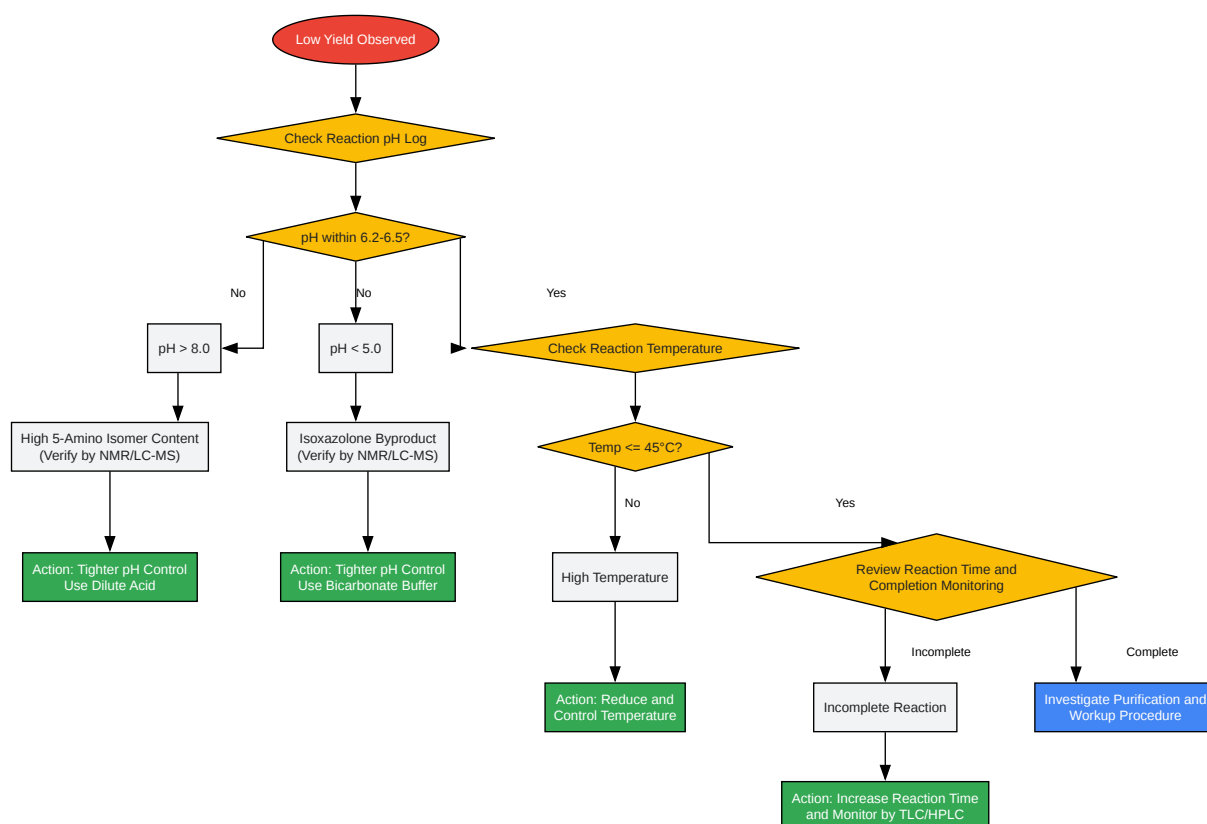 Low Yield Observed
Check Reaction pH Log
pH within 6.2-6.5?
No
No
Yes
pH > 8.0
pH < 5.0
Check Reaction Temperature
High 5-Amino Isomer Content
(Verify by NMR/LC-MS)
Isoxazolone Byproduct
(Verify by NMR/LC-MS)
Temp <= 45°C?
No
Yes
Action: Tighter pH Control
Use Dilute Acid
Action: Tighter pH Control
Use Bicarbonate Buffer
High Temperature
Review Reaction Time and
Completion Monitoring
Incomplete
Complete
Action: Reduce and
Control Temperature
Incomplete Reaction
Investigate Purification and
Workup Procedure
Action: Increase Reaction Time
and Monitor by TLC/HPLC